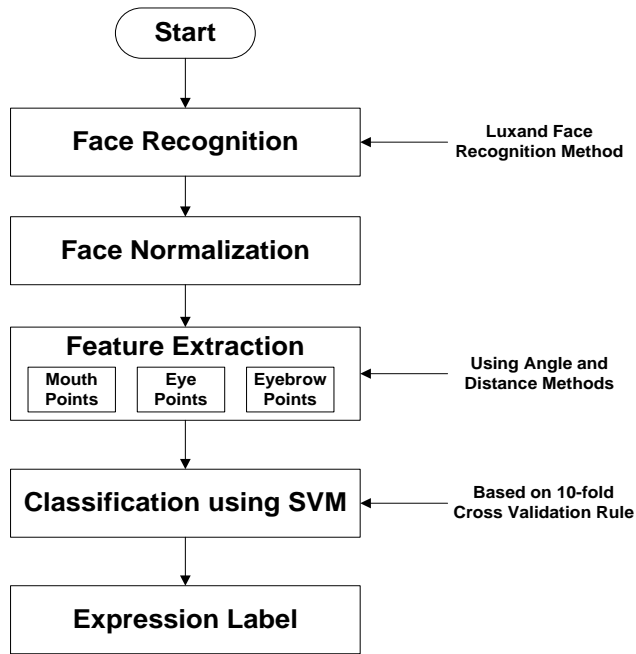 Start
Face Recognition
Luxand Face
Recognition Method
Face Normalization
Feature Extraction
Mouth
Points
Eye
Points
Eyebrow
Points
Using Angle and
Distance Methods
Classification using SVM
Based on 10-fold
Cross Validation Rule
Expression Label